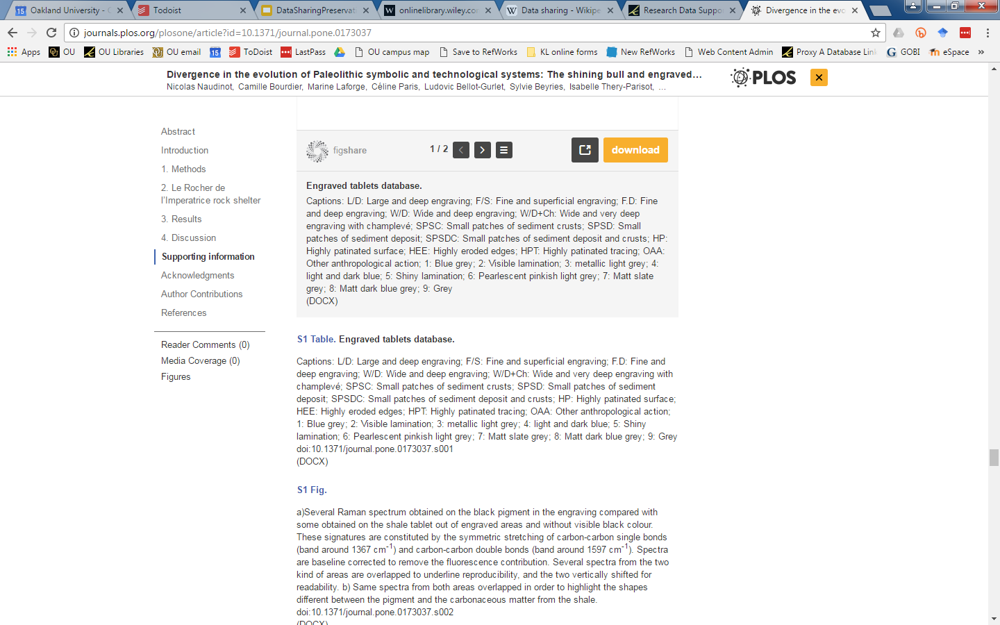 Oakland University - C
Todoist
DataSharingPreservat
onlinelibrary.wiley.co
Data sharing - Wikipe
Research Data Suppo
Divergence in the evo
journals.plos.org/plosone/article?id=10.1371/journal.pone.0173037
Apps
OU
OU Libraries
OU email
15
ToDoist
LastPass
OU campus map
Save to RefWorks
KL online forms
New RefWorks
Web Content Admin
Proxy A Database Link
GOBI
eSpace
»
Divergence in the evolution of Paleolithic symbolic and technological systems: The shining bull and engraved…
Nicolas Naudinot, Camille Bourdier, Marine Laforge, Céline Paris, Ludovic Bellot-Gurlet, Sylvie Beyries, Isabelle Thery-Parisot, …
PLOS
Abstract
Introduction
1. Methods
2. Le Rocher de
l'Imperatrice rock shelter
3. Results
4. Discussion
Supporting information
Acknowledgments
Author Contributions
References
Reader Comments (0)
Media Coverage (0)
Figures
figshare
1 / 2
download
Engraved tablets database.
Captions: L/D: Large and deep engraving; F/S: Fine and superficial engraving; F.D: Fine
and deep engraving; W/D: Wide and deep engraving; W/D+Ch: Wide and very deep
engraving with champlevé; SPSC: Small patches of sediment crusts; SPSD: Small
patches of sediment deposit; SPSDC: Small patches of sediment deposit and crusts; HP:
Highly patinated surface; HEE: Highly eroded edges; HPT: Highly patinated tracing; OAA:
Other anthropological action; 1: Blue grey; 2: Visible lamination; 3: metallic light grey; 4:
light and dark blue; 5: Shiny lamination; 6: Pearlescent pinkish light grey; 7: Matt slate
grey; 8: Matt dark blue grey; 9: Grey
(DOCX)
S1 Table. Engraved tablets database.
Captions: L/D: Large and deep engraving; F/S: Fine and superficial engraving; F.D: Fine and
deep engraving; W/D: Wide and deep engraving; W/D+Ch: Wide and very deep engraving with
champlevé; SPSC: Small patches of sediment crusts; SPSD: Small patches of sediment
deposit; SPSDC: Small patches of sediment deposit and crusts; HP: Highly patinated surface;
HEE: Highly eroded edges; HPT: Highly patinated tracing; OAA: Other anthropological action;
1: Blue grey; 2: Visible lamination; 3: metallic light grey; 4: light and dark blue; 5: Shiny
lamination; 6: Pearlescent pinkish light grey; 7: Matt slate grey; 8: Matt dark blue grey; 9: Grey
doi:10.1371/journal.pone.0173037.s001
(DOCX)
S1 Fig.
a)Several Raman spectrum obtained on the black pigment in the engraving compared with
some obtained on the shale tablet out of engraved areas and without visible black colour.
These signatures are constituted by the symmetric stretching of carbon-carbon single bonds
(band around 1367 cm⁻¹) and carbon-carbon double bonds (band around 1597 cm⁻¹). Spectra
are baseline corrected to remove the fluorescence contribution. Several spectra from the two
kind of areas are overlapped to underline reproducibility, and the two vertically shifted for
readability. b) Same spectra from both areas overlapped in order to highlight the shapes
different between the pigment and the carbonaceous matter from the shale.
doi:10.1371/journal.pone.0173037.s002
(DOCX)